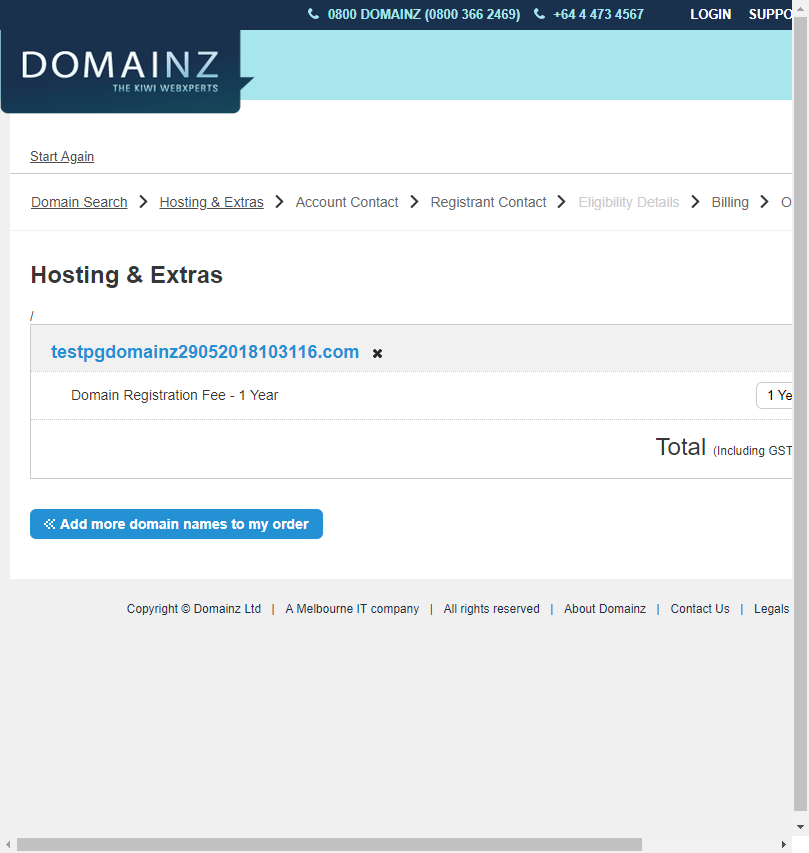 0800 DOMAINZ (0800 366 2469) +64 4 473 4567 LOGIN SUPPO
DOMAINZ
THE KIWI WEBXPERTS
Start Again
Domain Search Hosting & Extras Account Contact Registrant Contact Eligibility Details Billing O
Hosting & Extras
/
testpgdomainz29052018103116.com
Domain Registration Fee - 1 Year 1 Ye
Total (Including GST
Add more domain names to my order
Copyright © Domainz Ltd | A Melbourne IT company | All rights reserved | About Domainz | Contact Us | Legals